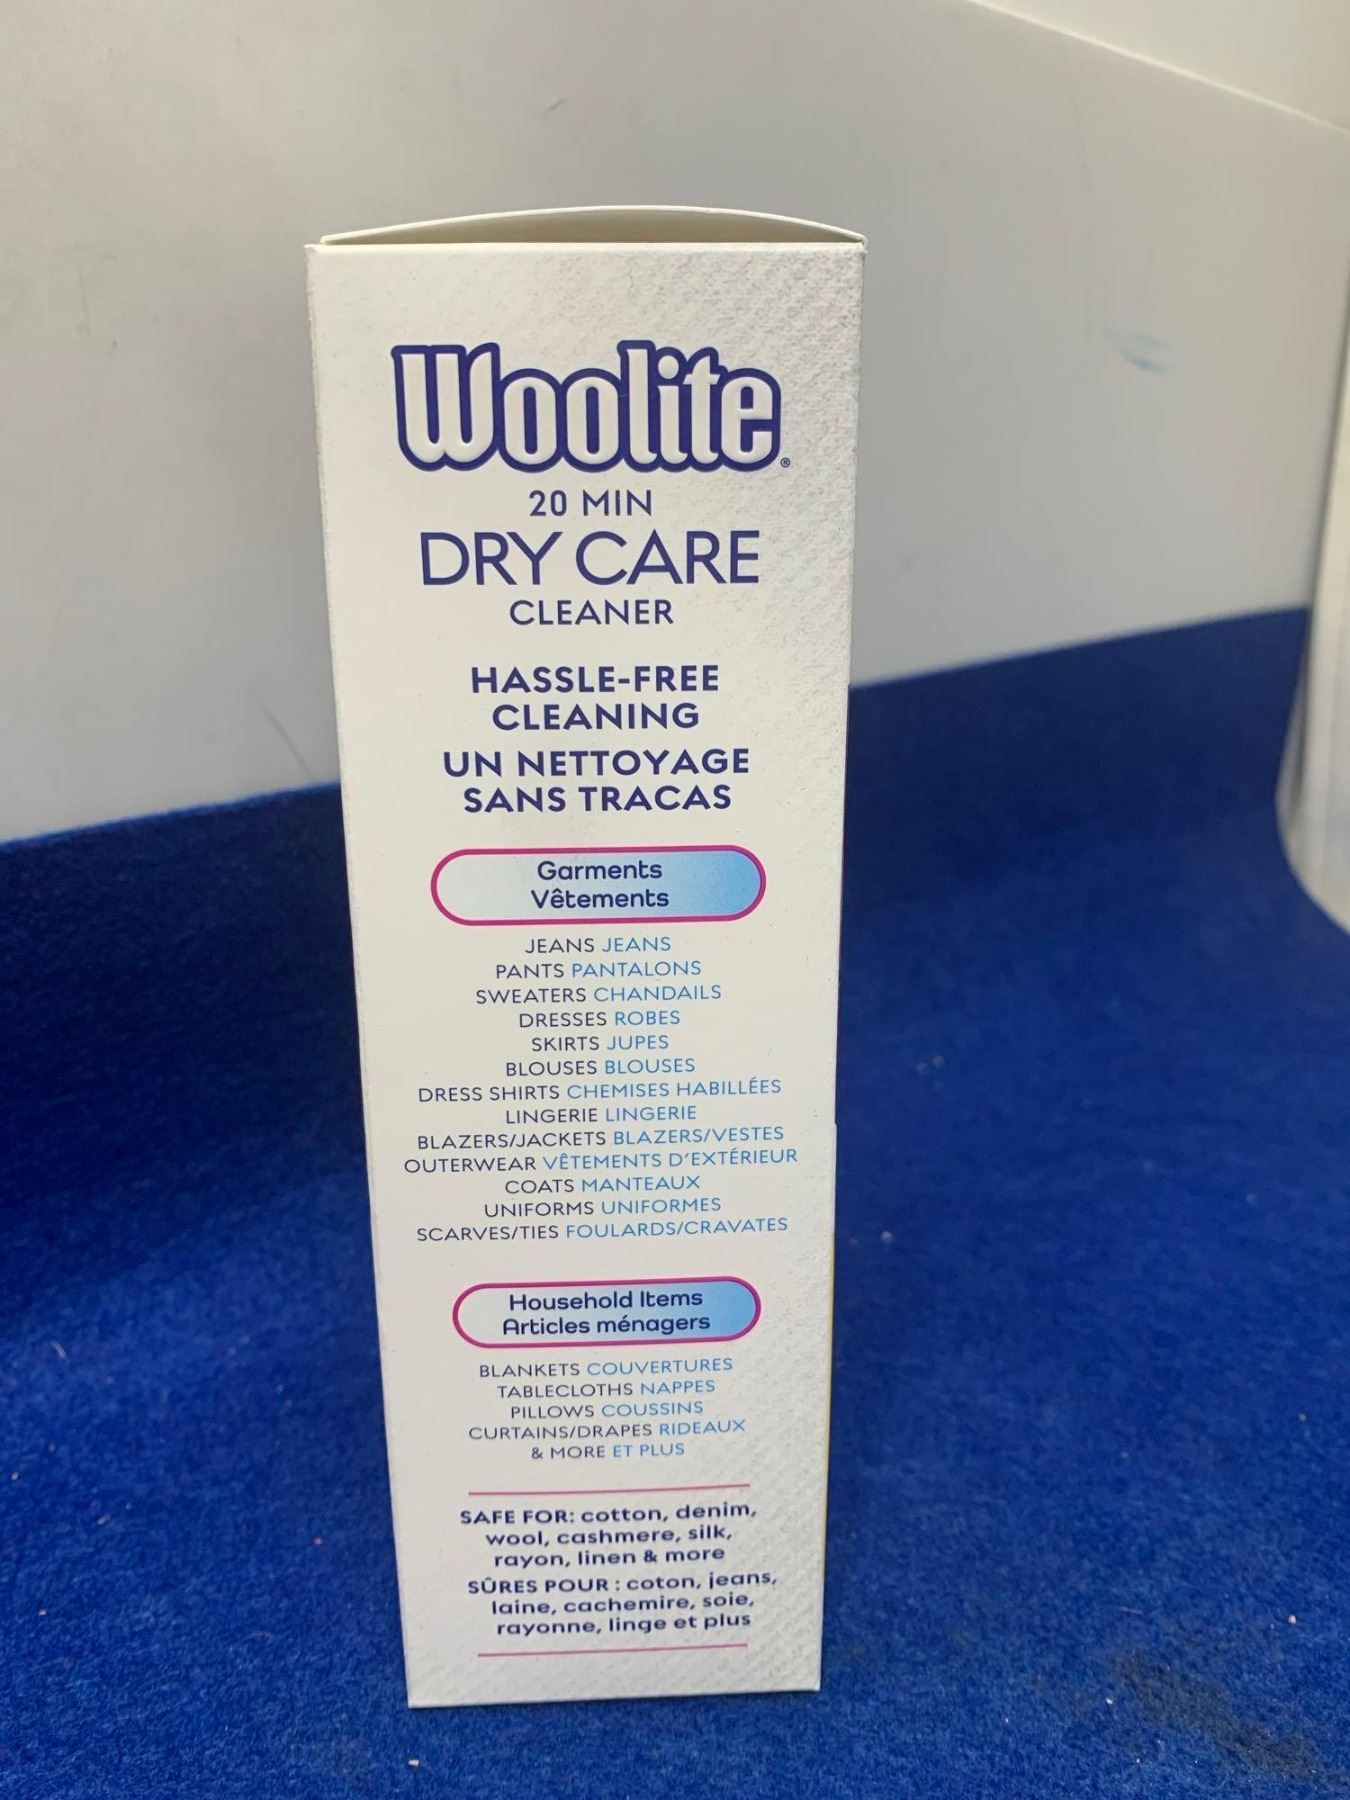 Woolite®
20 MIN
DRY CARE
CLEANER
HASSLE-FREE
CLEANING
UN NETTOYAGE
SANS TRACAS
Garments
Vêtements
JEANS JEANS
PANTS PANTALONS
SWEATERS CHANDAILS
DRESSES ROBES
SKIRTS JUPES
BLOUSES BLOUSES
DRESS SHIRTS CHEMISES HABILLÉES
LINGERIE LINGERIE
BLAZERS/JACKETS BLAZERS/VESTES
OUTERWEAR VÊTEMENTS D'EXTÉRIEUR
COATS MANTEAUX
UNIFORMS UNIFORMES
SCARVES/TIES FOULARDS/CRAVATES
Household Items
Articles ménagers
BLANKETS COUVERTURES
TABLECLOTHS NAPPES
PILLOWS COUSSINS
CURTAINS/DRAPES RIDEAUX
& MORE ET PLUS
SAFE FOR: cotton, denim,
wool, cashmere, silk,
rayon, linen & more
SÛRES POUR : coton, jeans,
laine, cachemire, soie,
rayonne, linge et plus